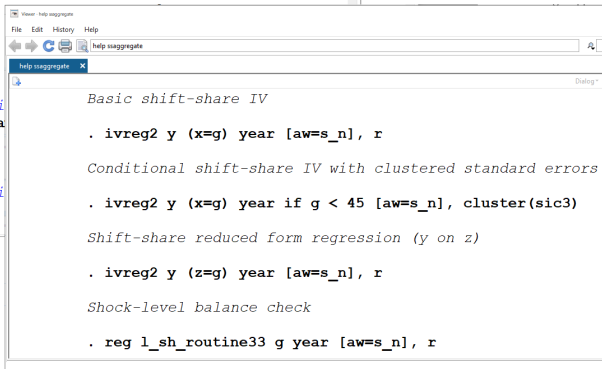 Viewer - help ssaggregate
File Edit History Help
help ssaggregate
help ssaggregate ×
Dialog
Basic shift-share IV
. ivreg2 y (x=g) year [aw=s_n], r
Conditional shift-share IV with clustered standard errors
. ivreg2 y (x=g) year if g < 45 [aw=s_n], cluster(sic3)
Shift-share reduced form regression (y on z)
. ivreg2 y (z=g) year [aw=s_n], r
Shock-level balance check
. reg l_sh_routine33 g year [aw=s_n], r